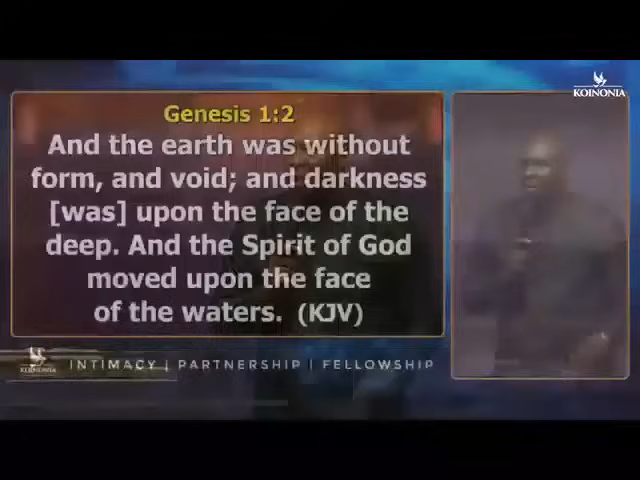 KOINONIA
Genesis 1:2
And the earth was without
form, and void; and darkness
[was] upon the face of the
deep. And the Spirit of God
moved upon the face
of the waters. (KJV)
KOINONIA
INTIMACY | PARTNERSHIP | FELLOWSHIP